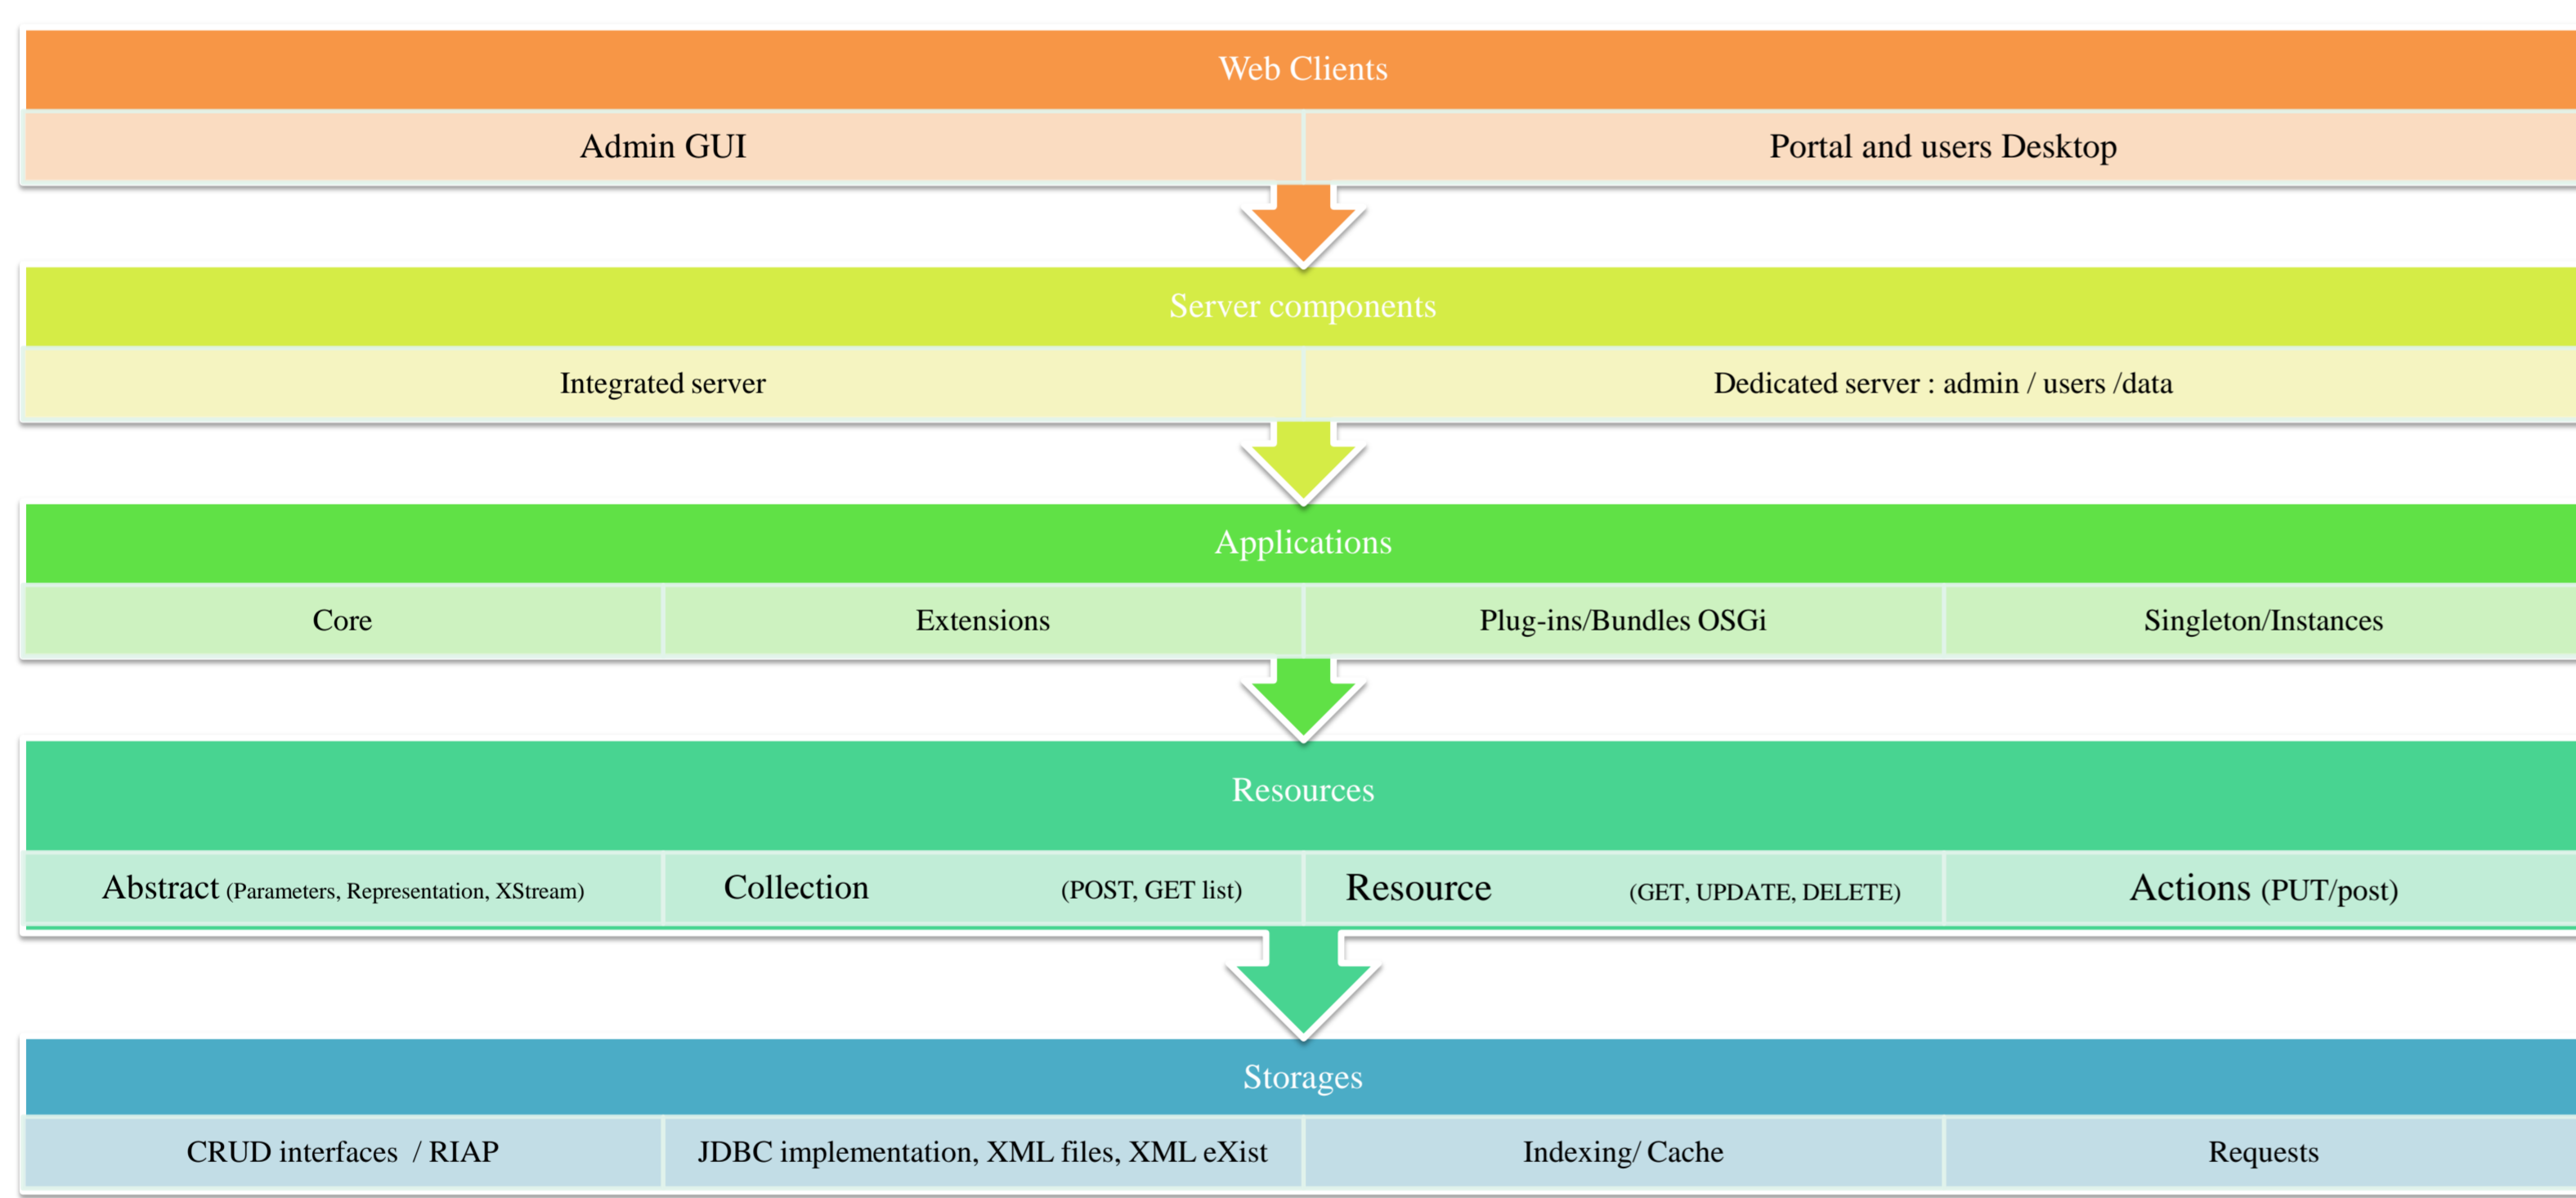 Web Clients
Admin GUI
Portal and users Desktop
Server components
Integrated server
Dedicated server : admin / users /data
Applications
Core
Extensions
Plug-ins/Bundles OSGi
Singleton/Instances
Resources
Abstract (Parameters, Representation, XStream)
Collection (POST, GET list)
Resource (GET, UPDATE, DELETE)
Actions (PUT/post)
Storages
CRUD interfaces / RIAP
JDBC implementation, XML files, XML eXist
Indexing/ Cache
Requests